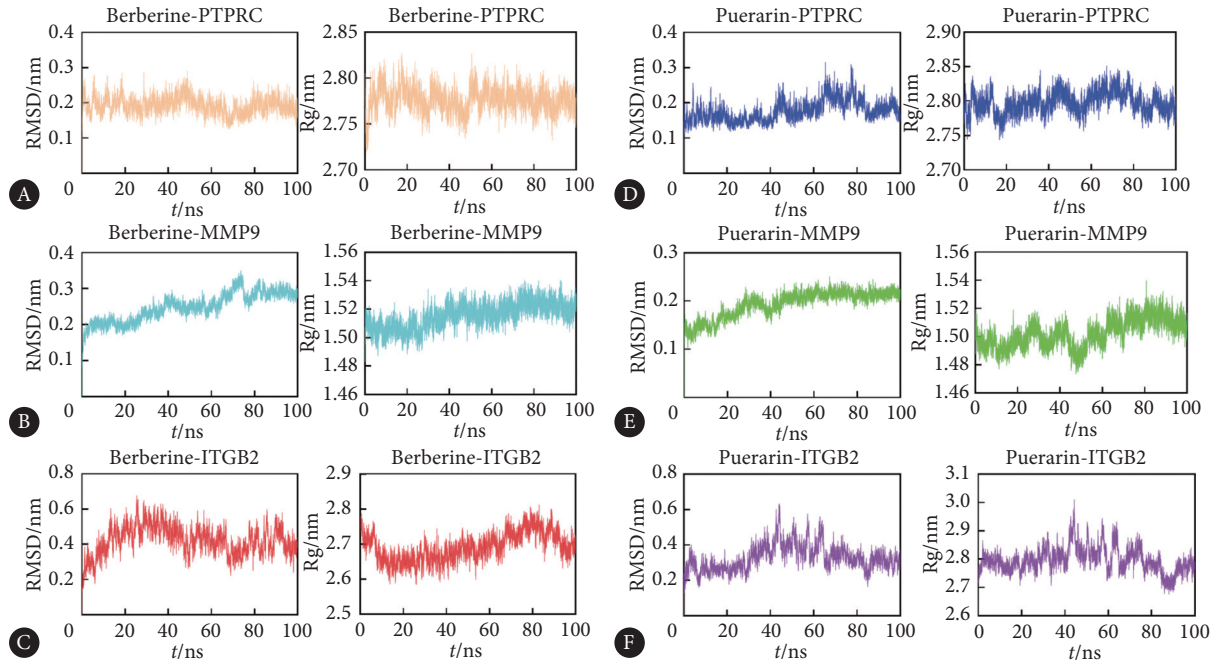 Berberine-PTPRC
RMSD/nm
0.4
0.3
0.2
0.1
0 20 40 60 80 100
t/ns
A
Berberine-PTPRC
Rg/nm
2.85
2.80
2.75
2.70
0 20 40 60 80 100
t/ns
Puerarin-PTPRC
RMSD/nm
0.4
0.3
0.2
0.1
0 20 40 60 80 100
t/ns
D
Puerarin-PTPRC
Rg/nm
2.90
2.85
2.80
2.75
2.70
0 20 40 60 80 100
t/ns
Berberine-MMP9
RMSD/nm
0.4
0.3
0.2
0.1
0 20 40 60 80 100
t/ns
B
Berberine-MMP9
Rg/nm
1.56
1.54
1.52
1.50
1.48
1.46
0 20 40 60 80 100
t/ns
Puerarin-MMP9
RMSD/nm
0.3
0.2
0.1
0 20 40 60 80 100
t/ns
E
Puerarin-MMP9
Rg/nm
1.56
1.54
1.52
1.50
1.48
1.46
0 20 40 60 80 100
t/ns
Berberine-ITGB2
RMSD/nm
0.8
0.6
0.4
0.2
0 20 40 60 80 100
t/ns
C
Berberine-ITGB2
Rg/nm
2.9
2.8
2.7
2.6
2.5
0 20 40 60 80 100
t/ns
Puerarin-ITGB2
RMSD/nm
0.8
0.6
0.4
0.2
0 20 40 60 80 100
t/ns
F
Puerarin-ITGB2
Rg/nm
3.1
3.0
2.9
2.8
2.7
2.6
0 20 40 60 80 100
t/ns